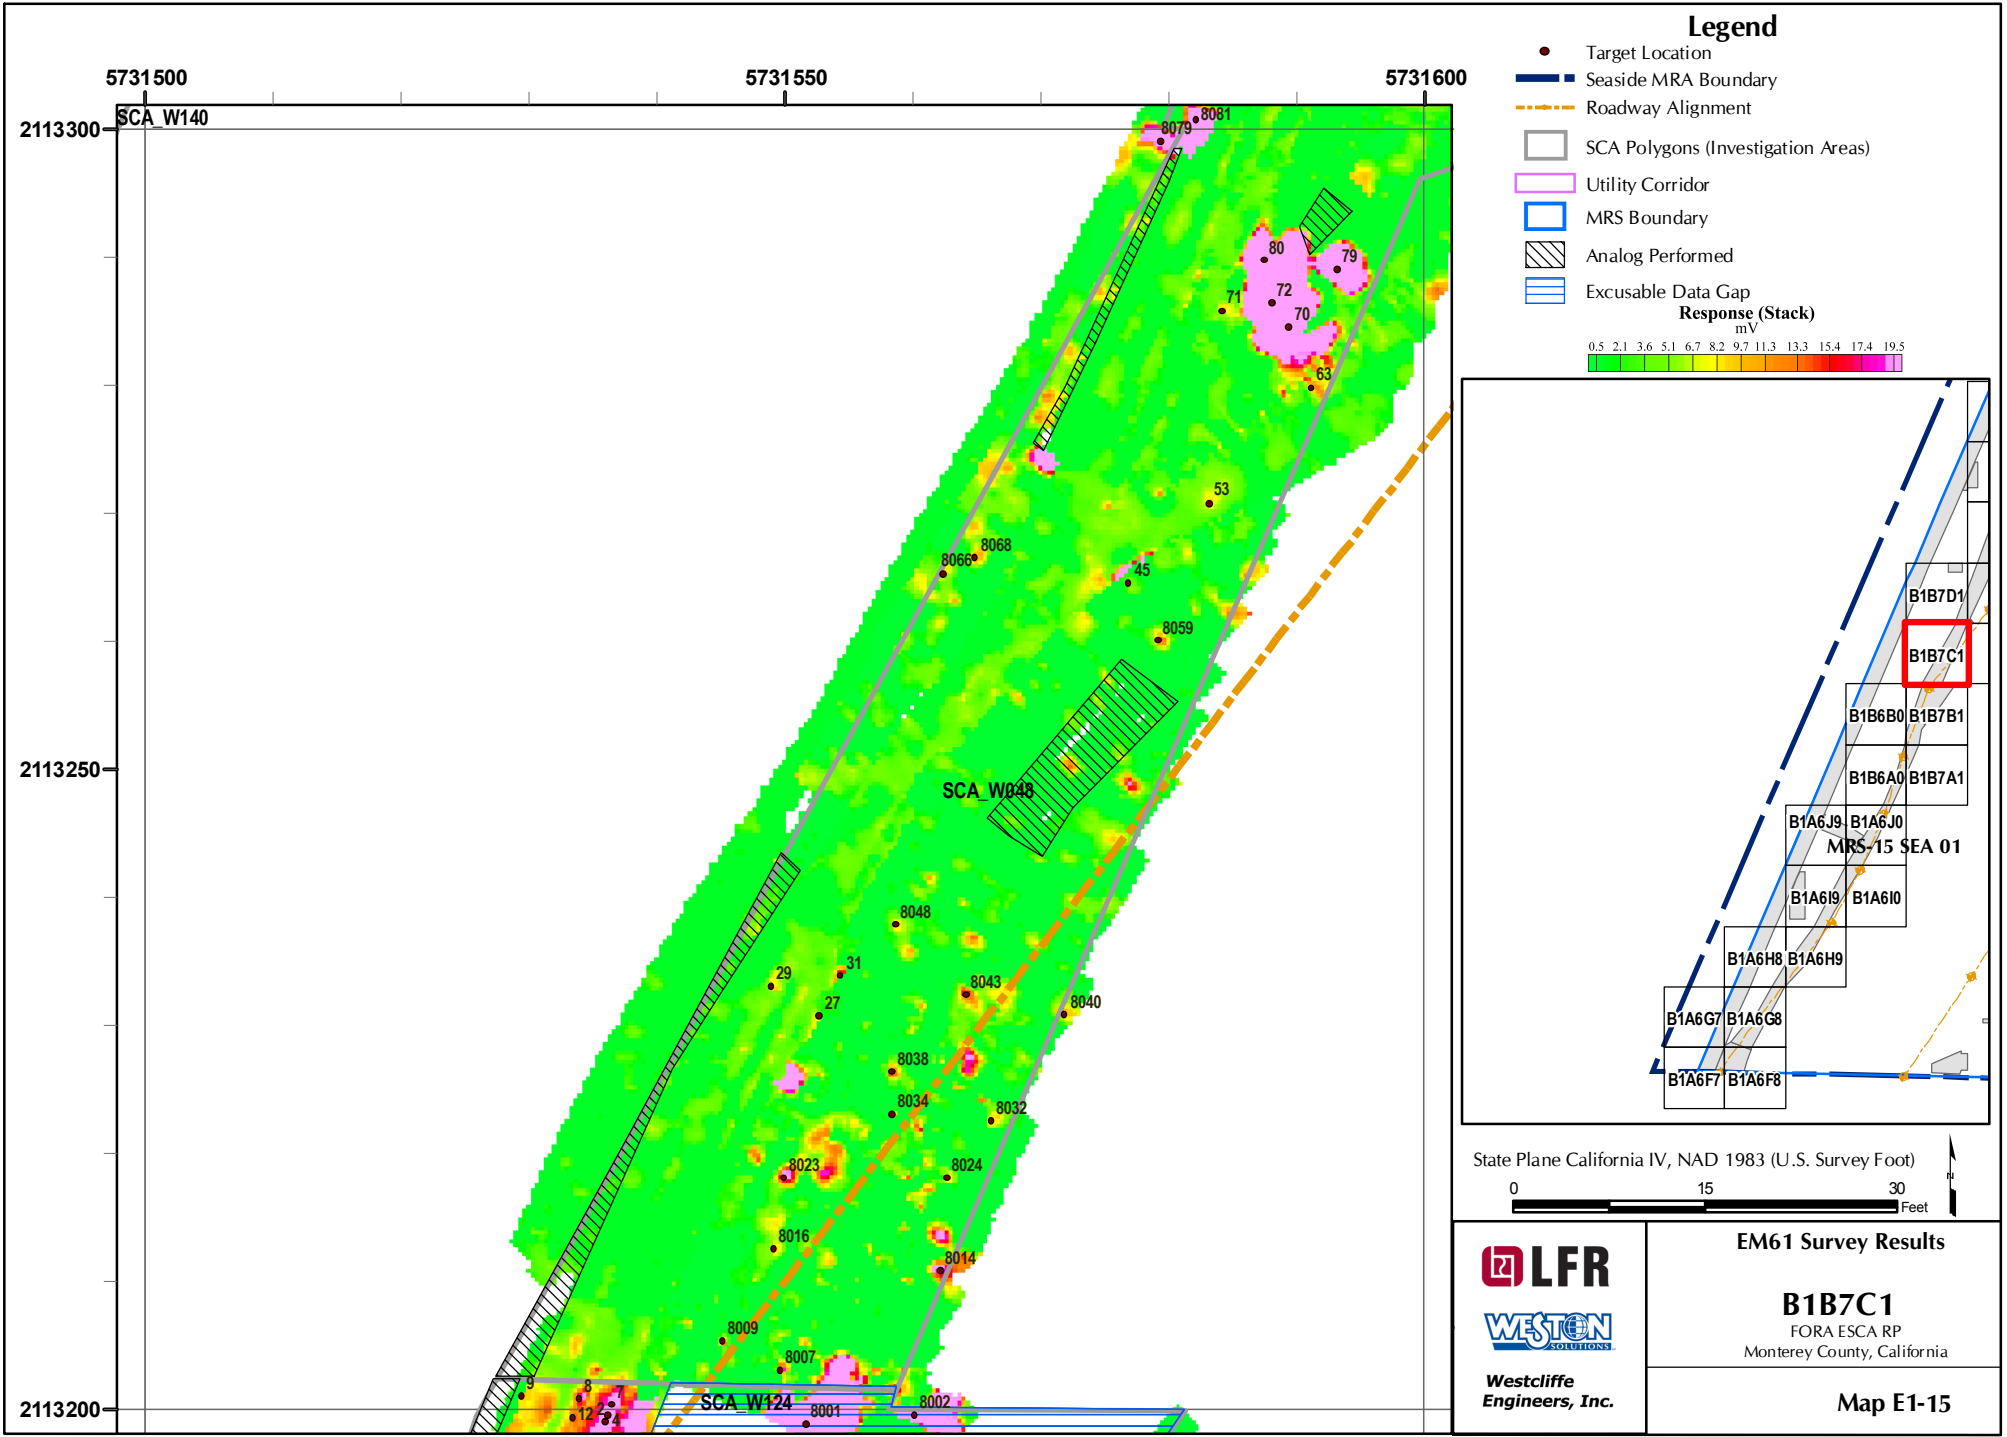 5731500
5731550
5731600
2113300
2113250
2113200
SCA_W140
8081
8079
80
79
72
71
70
63
53
8068
8066
45
8059
SCA_W048
8048
31
29
27
8043
8040
8038
8034
8032
8023
8024
8016
8014
8009
8007
9
8
7
2
12
4
SCA_W124
8001
8002
Legend
Target Location
Seaside MRA Boundary
Roadway Alignment
SCA Polygons (Investigation Areas)
Utility Corridor
MRS Boundary
Analog Performed
Excusable Data Gap
Response (Stack)
mV
0.5 2.1 3.6 5.1 6.7 8.2 9.7 11.3 13.3 15.4 17.4 19.5
B1B7D1
B1B7C1
B1B6B0 B1B7B1
B1B6A0 B1B7A1
B1A6J9 B1A6J0
MRS-15 SEA 01
B1A6I9 B1A6I0
B1A6H8 B1A6H9
B1A6G7 B1A6G8
B1A6F7 B1A6F8
State Plane California IV, NAD 1983 (U.S. Survey Foot)
0 15 30
Feet
N
LFR
WESTON
SOLUTIONS
Westcliffe
Engineers, Inc.
EM61 Survey Results
B1B7C1
FORA ESCA RP
Monterey County, California
Map E1-15